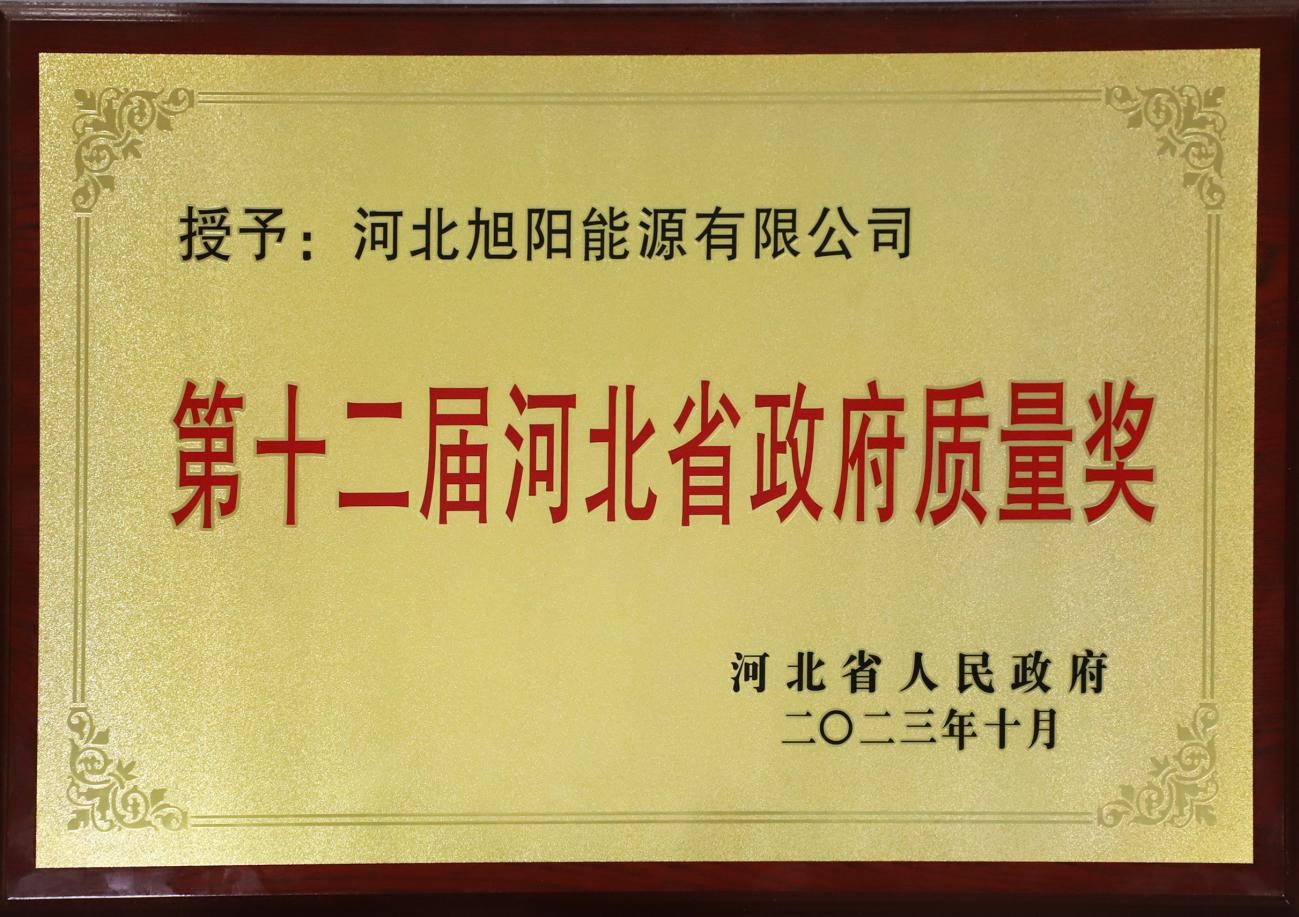 授予：河北旭阳能源有限公司
第十二届河北省政府质量奖
河北省人民政府
二〇二三年十月